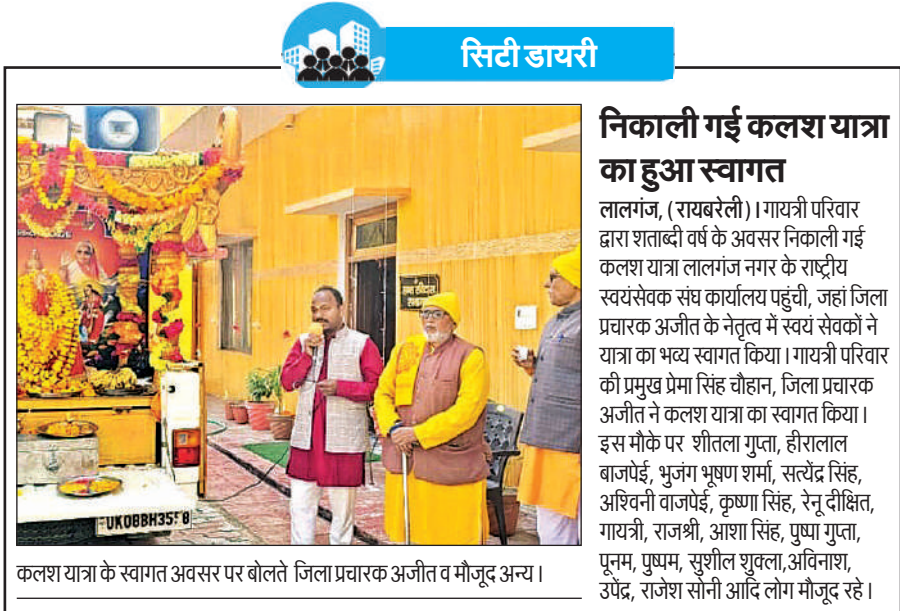 सिटी डायरी
निकाली गई कलश यात्रा
का हुआ स्वागत
लालगंज, (रायबरेली)। गायत्री परिवार
द्वारा शताब्दी वर्ष के अवसर निकाली गई
कलश यात्रा लालगंज नगर के राष्ट्रीय
स्वयंसेवक संघ कार्यालय पहुंची, जहां जिला
प्रचारक अजीत के नेतृत्व में स्वयं सेवकों ने
यात्रा का भव्य स्वागत किया। गायत्री परिवार
की प्रमुख प्रेमा सिंह चौहान, जिला प्रचारक
अजीत ने कलश यात्रा का स्वागत किया।
इस मौके पर शीतला गुप्ता, हीरालाल
बाजपेई, भुजंग भूषण शर्मा, सत्येंद्र सिंह,
अश्विनी वाजपेई, कृष्णा सिंह, रेनू दीक्षित,
गायत्री, राजश्री, आशा सिंह, पुष्पा गुप्ता,
पूनम, पुष्पम, सुशील शुक्ला,अविनाश,
उपेंद्र, राजेश सोनी आदि लोग मौजूद रहे।
UK08BH3558
कलश यात्रा के स्वागत अवसर पर बोलते जिला प्रचारक अजीत व मौजूद अन्य।